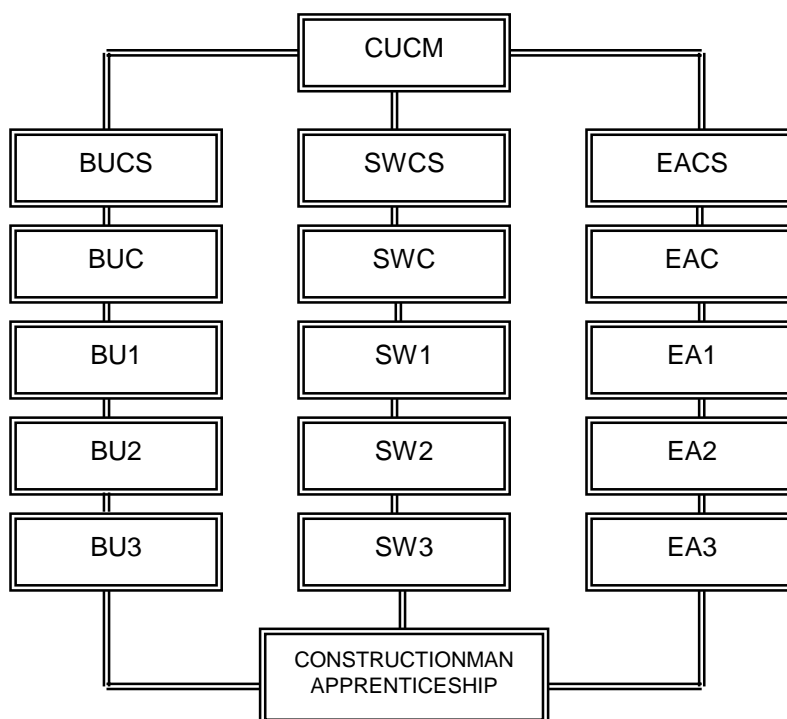 CUCM
BUCS
SWCS
EACS
BUC
SWC
EAC
BU1
SW1
EA1
BU2
SW2
EA2
BU3
SW3
EA3
CONSTRUCTIONMAN
APPRENTICESHIP